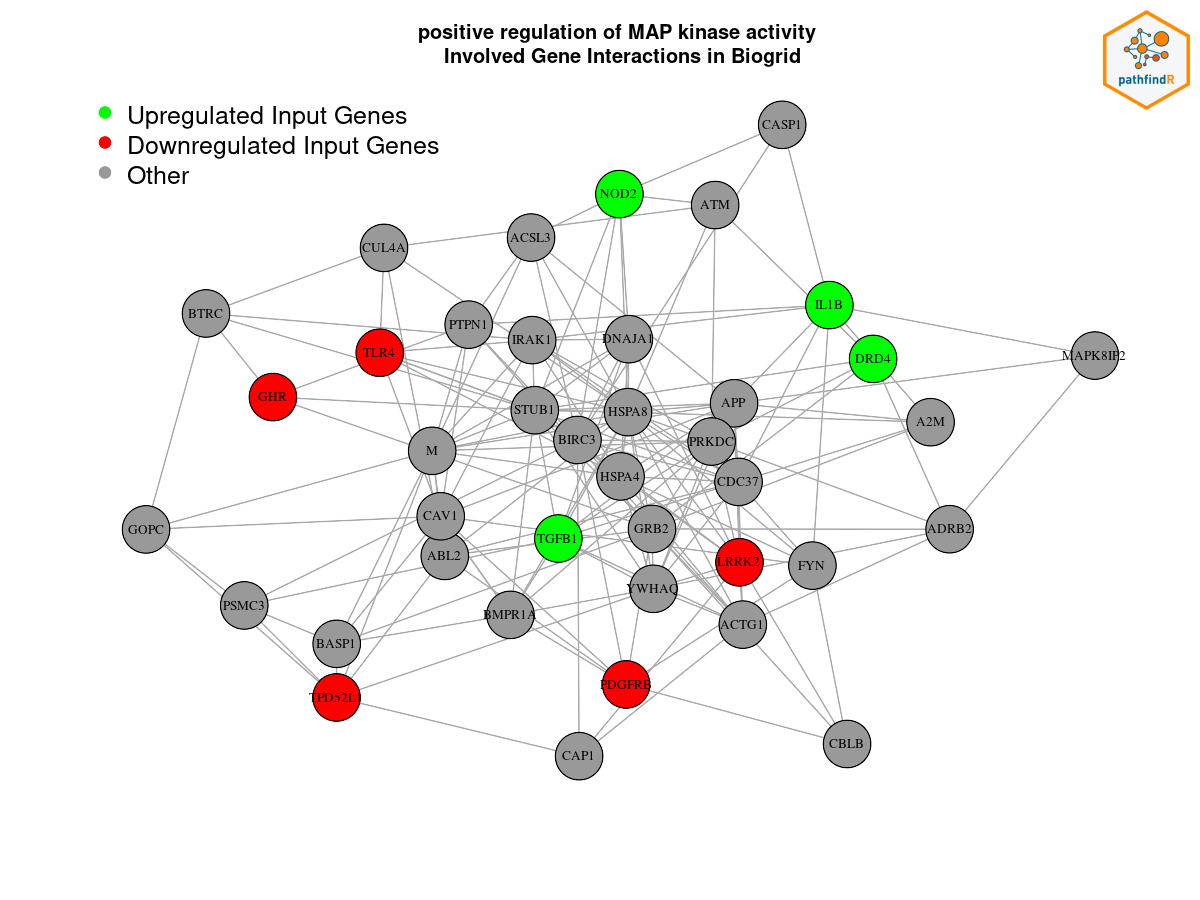 positive regulation of MAP kinase activity
Involved Gene Interactions in Biogrid
pathfindR
Upregulated Input Genes
Downregulated Input Genes
Other
CASP1
NOD2
ATM
ACSL3
CUL4A
BTRC
IL1B
PTPN1
IRAK1
DNAJA1
TLR4
DRD4
MAPK8IP2
GHR
STUB1
HSPA8
APP
A2M
BIRC3
PRKDC
M
HSPA4
CDC37
CAV1
GOPC
TGFB1
GRB2
ADRB2
ABL2
LRRK2
FYN
YWHAQ
PSMC3
BMPR1A
ACTG1
BASP1
TPD52L1
PDGFRB
CBLB
CAP1